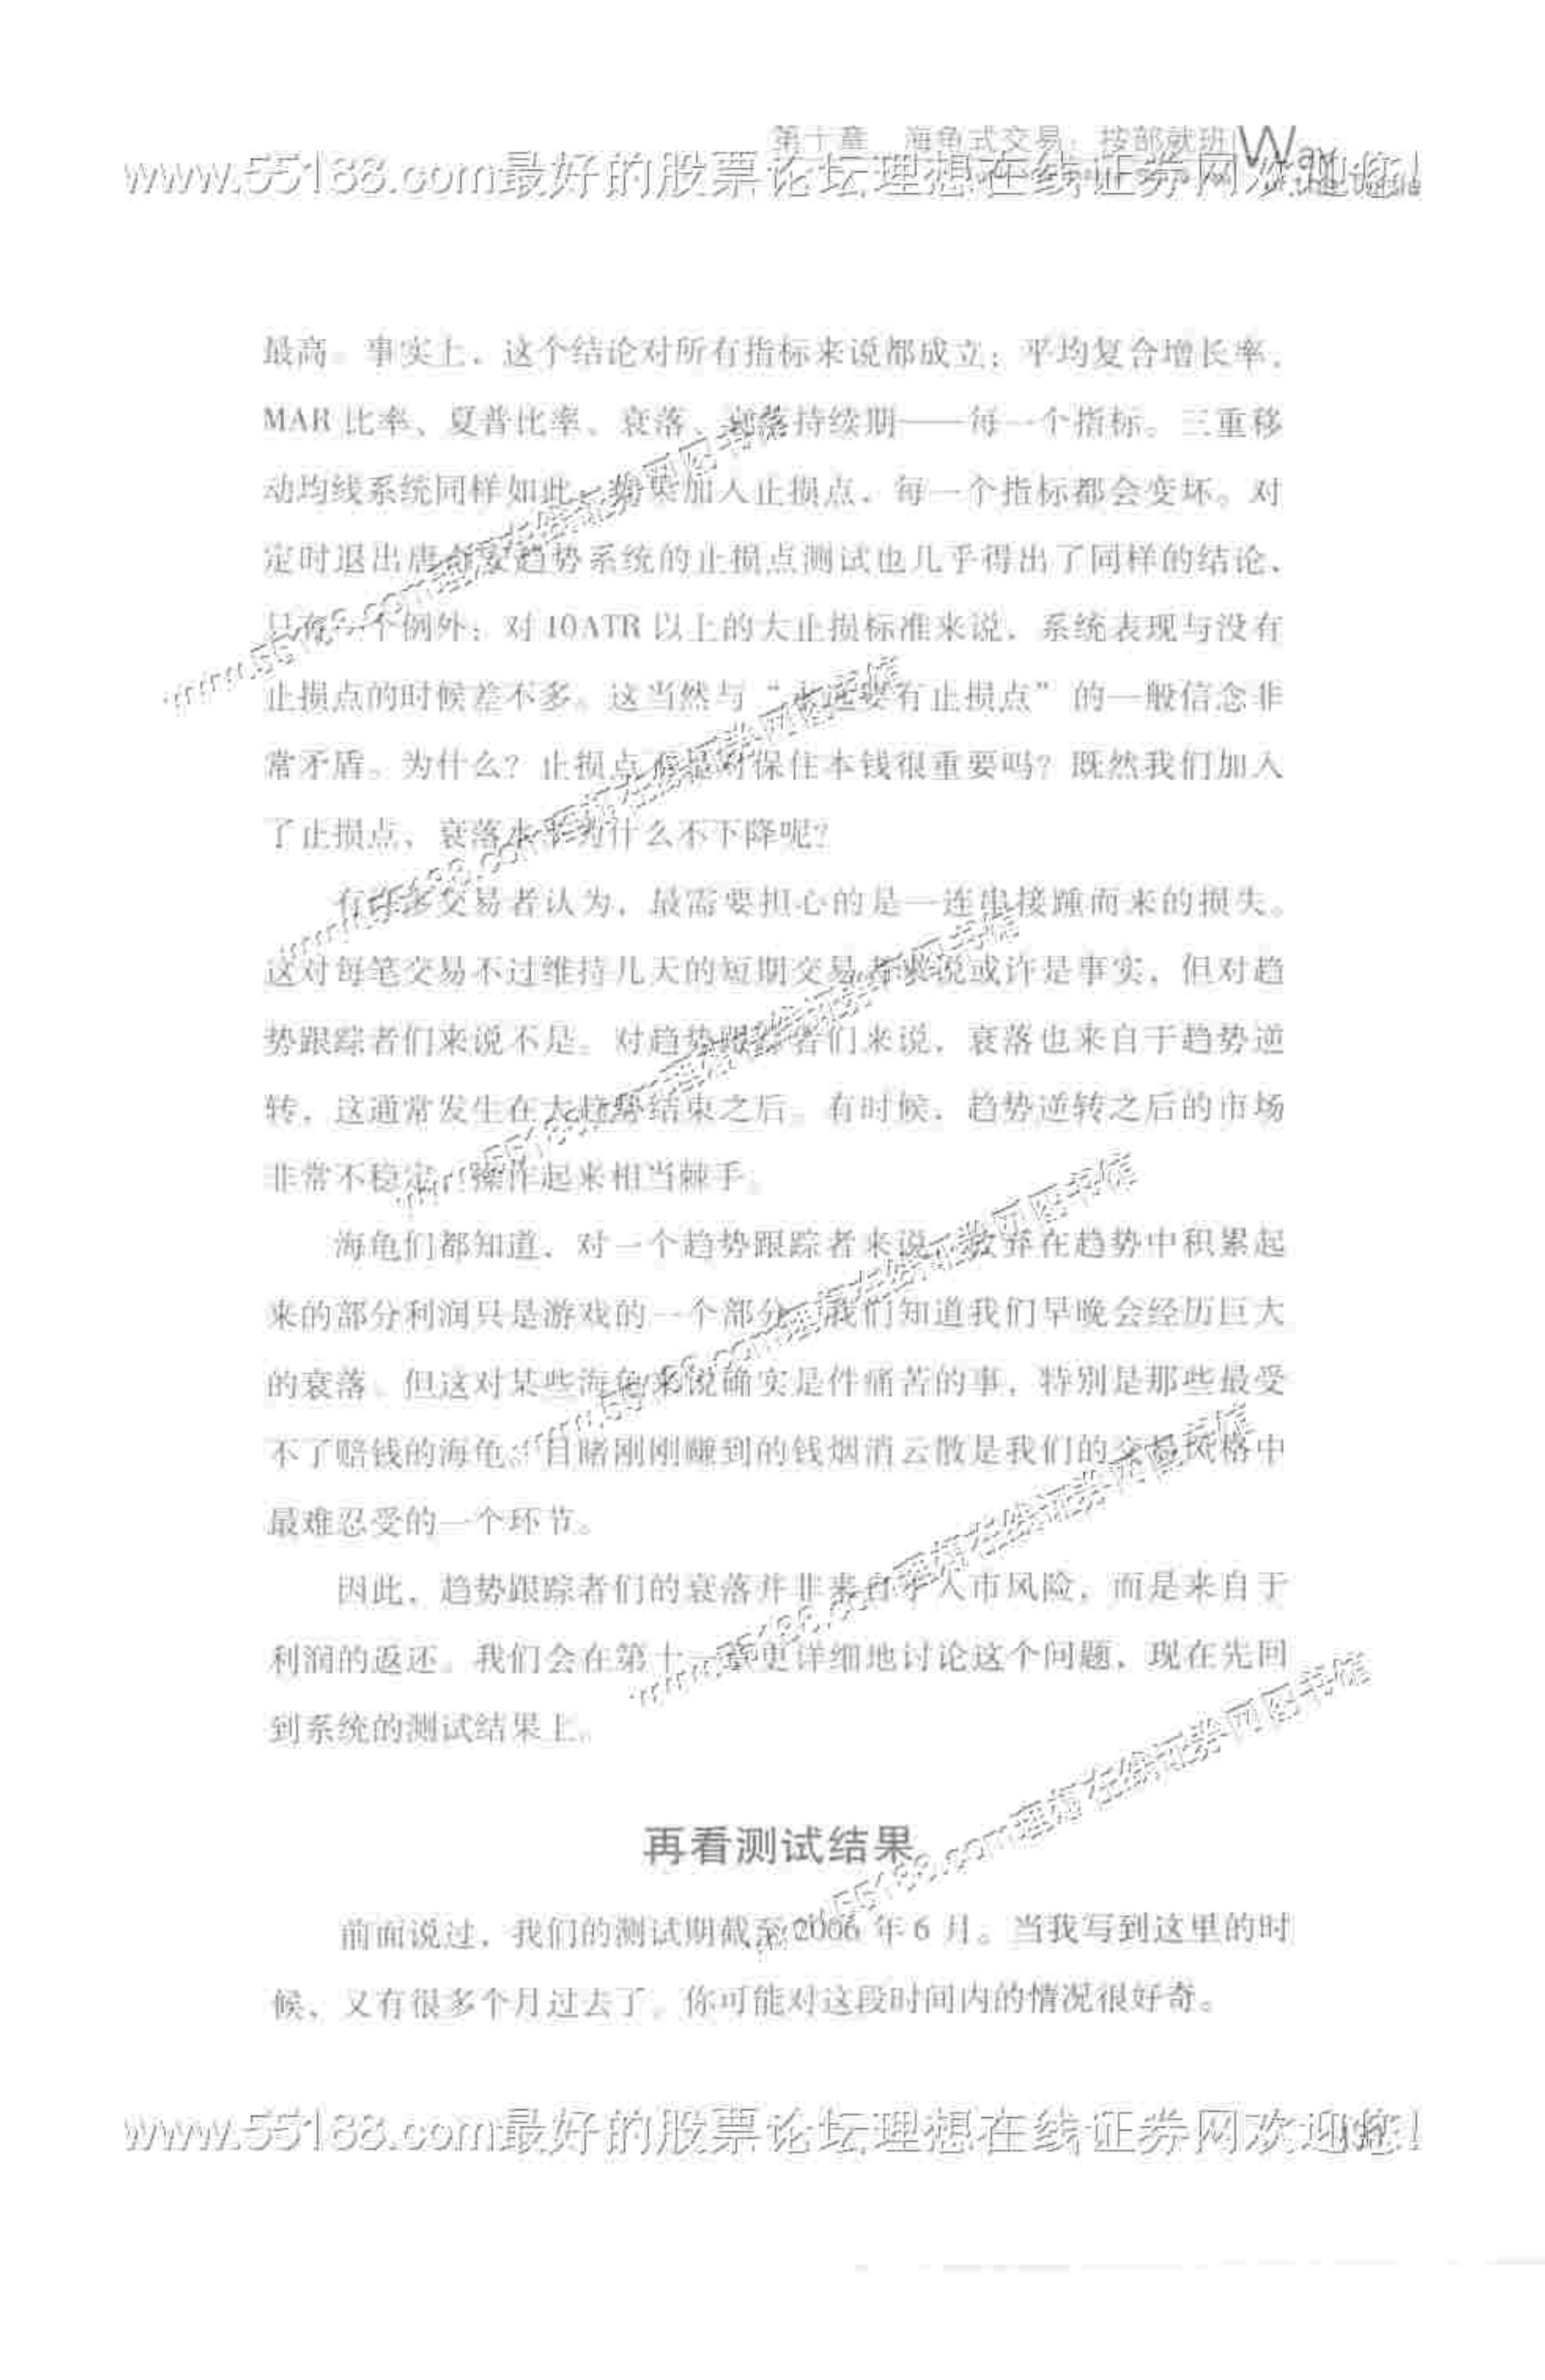 第十章 海龟式交易：按部就班
Way
www.55188.com最好的股票论坛理想在线证券网欢迎您!
最高。事实上，这个结论对所有指标来说都成立：平均复合增长率、
MAR 比率、夏普比率、衰落、衰落持续期——每一个指标。三重移
动均线系统同样如此，如果加入止损点，每一个指标都会变坏。对
定时退出唐奇安趋势系统的止损点测试也几乎得出了同样的结论，
只有一个例外：对 10ATR 以上的大止损标准来说，系统表现与没有
止损点的时候差不多。这当然与“永远要有止损点”的一般信念非
常矛盾。为什么？止损点不是对保住本钱很重要吗？既然我们加入
了止损点，衰落水平为什么不下降呢？
有许多交易者认为，最需要担心的是一连串接踵而来的损失。
这对每笔交易不过维持几天的短期交易者来说或许是事实，但对趋
势跟踪者们来说不是。对趋势跟踪者们来说，衰落也来自于趋势逆
转，这通常发生在大趋势结束之后。有时候，趋势逆转之后的市场
非常不稳定，操作起来相当棘手。
海龟们都知道，对一个趋势跟踪者来说，放弃在趋势中积累起
来的部分利润只是游戏的一个部分。我们知道我们早晚会经历巨大
的衰落。但这对某些海龟来说确实是件痛苦的事，特别是那些最受
不了赔钱的海龟。目睹刚刚赚到的钱烟消云散是我们的交易风格中
最难忍受的一个环节。
因此，趋势跟踪者们的衰落并非来自于入市风险，而是来自于
利润的返还。我们会在第十一章更详细地讨论这个问题，现在先回
到系统的测试结果上。
再看测试结果
前面说过，我们的测试期截至 2006 年 6 月。当我写到这里的时
候，又有很多个月过去了。你可能对这段时间内的情况很好奇。
www.55188.com最好的股票论坛理想在线证券网欢迎您!